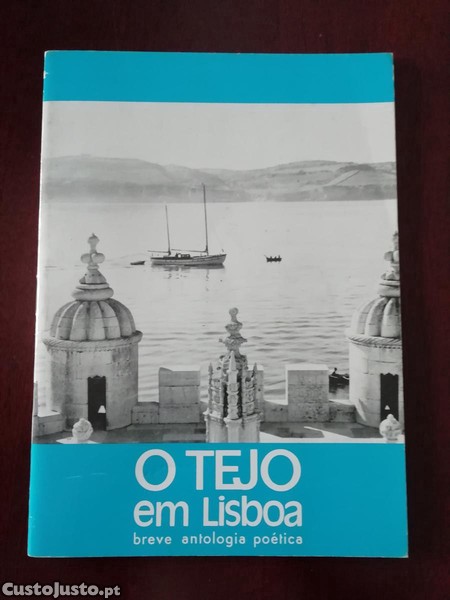 O TEJO
em Lisboa
breve antologia poética
CustoJusto.pt